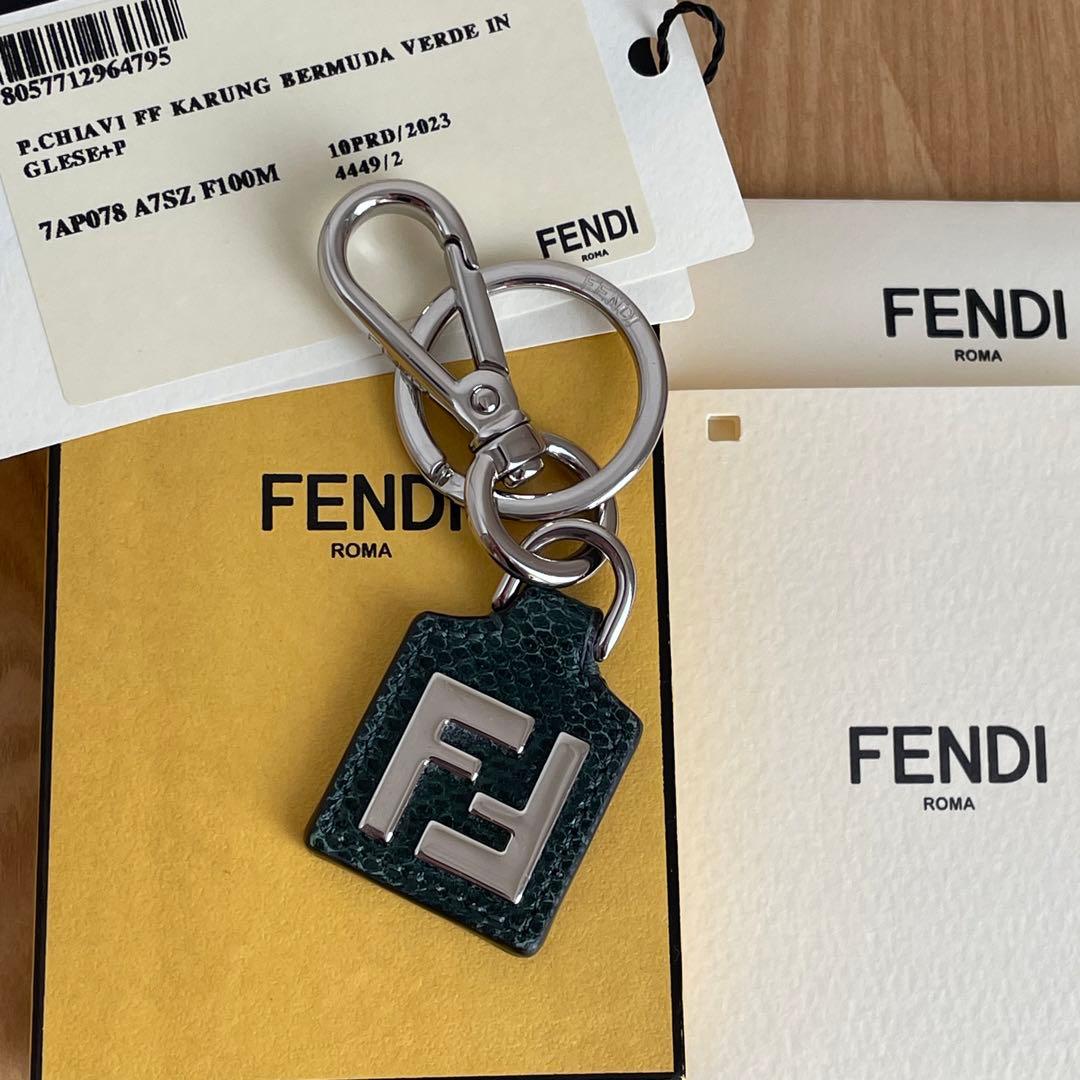 8057712964795
P.CHIAVI FF KARUNG BERMUDA VERDE IN
GLESE+P
7AP078 A7SZ F100M
10PRD/2023
4449/2
FENDI
ROMA
FENDI
FENDI
ROMA
FENDI
ROMA
FENDI
ROMA
FF